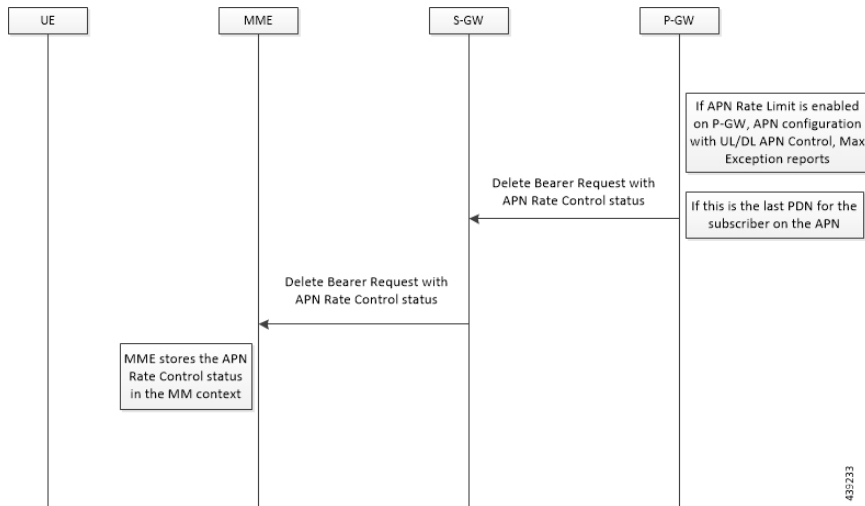 UE
MME
S-GW
P-GW
If APN Rate Limit is enabled
on P-GW, APN configuration
with UL/DL APN Control, Max
Exception reports
Delete Bearer Request with
APN Rate Control status
If this is the last PDN for the
subscriber on the APN
Delete Bearer Request with
APN Rate Control status
MME stores the APN
Rate Control status
in the MM context
439233